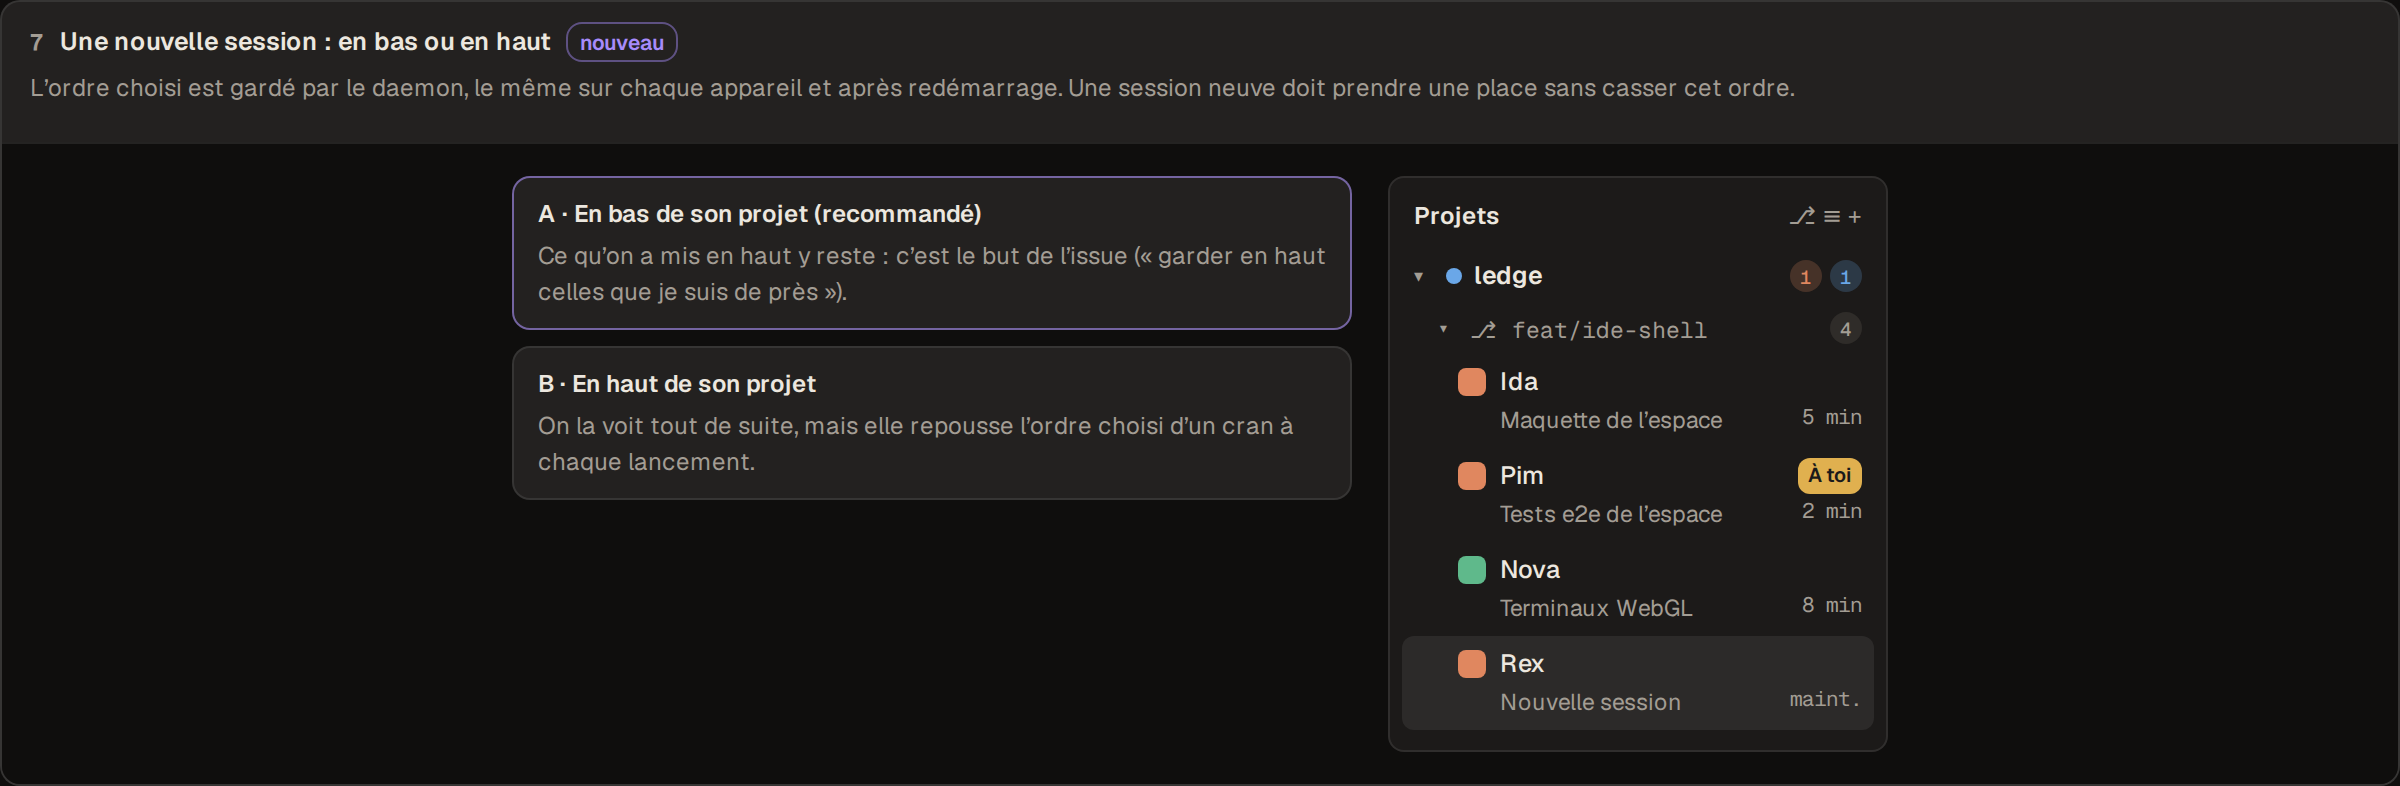 7 Une nouvelle session : en bas ou en haut nouveau
L’ordre choisi est gardé par le daemon, le même sur chaque appareil et après redémarrage. Une session neuve doit prendre une place sans casser cet ordre.
A · En bas de son projet (recommandé)
Ce qu’on a mis en haut y reste : c’est le but de l’issue (« garder en haut
celles que je suis de près »).
B · En haut de son projet
On la voit tout de suite, mais elle repousse l’ordre choisi d’un cran à
chaque lancement.
Projets
ledge 1 1
feat/ide-shell 4
Ida
Maquette de l’espace 5 min
Pim À toi
Tests e2e de l’espace 2 min
Nova
Terminaux WebGL 8 min
Rex
Nouvelle session maint.